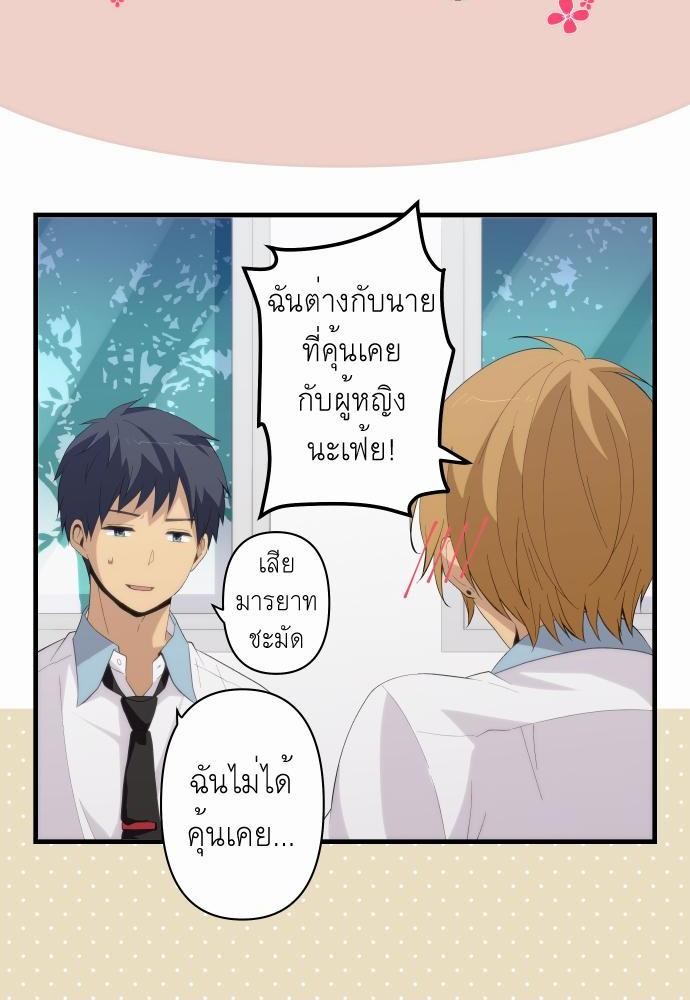 ฉันต่างกับนาย
ที่คุ้นเคย
กับผู้หญิง
นะเฟ้ย!
เสีย
มารยาท
ชะมัด
ฉันไม่ได้
คุ้นเคย...